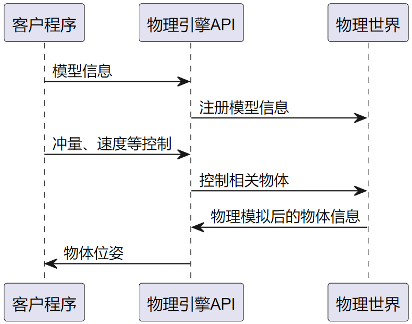 客户程序 物理引擎API 物理世界
模型信息
注册模型信息
冲量、速度等控制
控制相关物体
物理模拟后的物体信息
物体位姿
客户程序 物理引擎API 物理世界